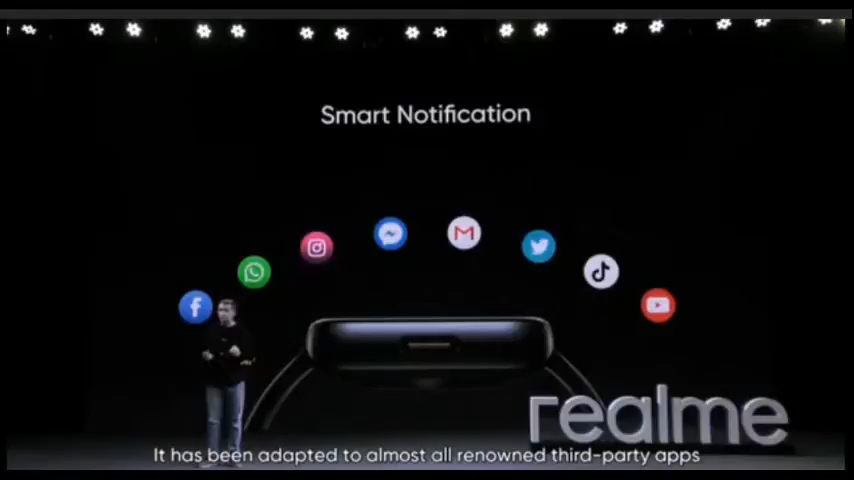 Smart Notification
realme
It has been adapted to almost all renowned third-party apps